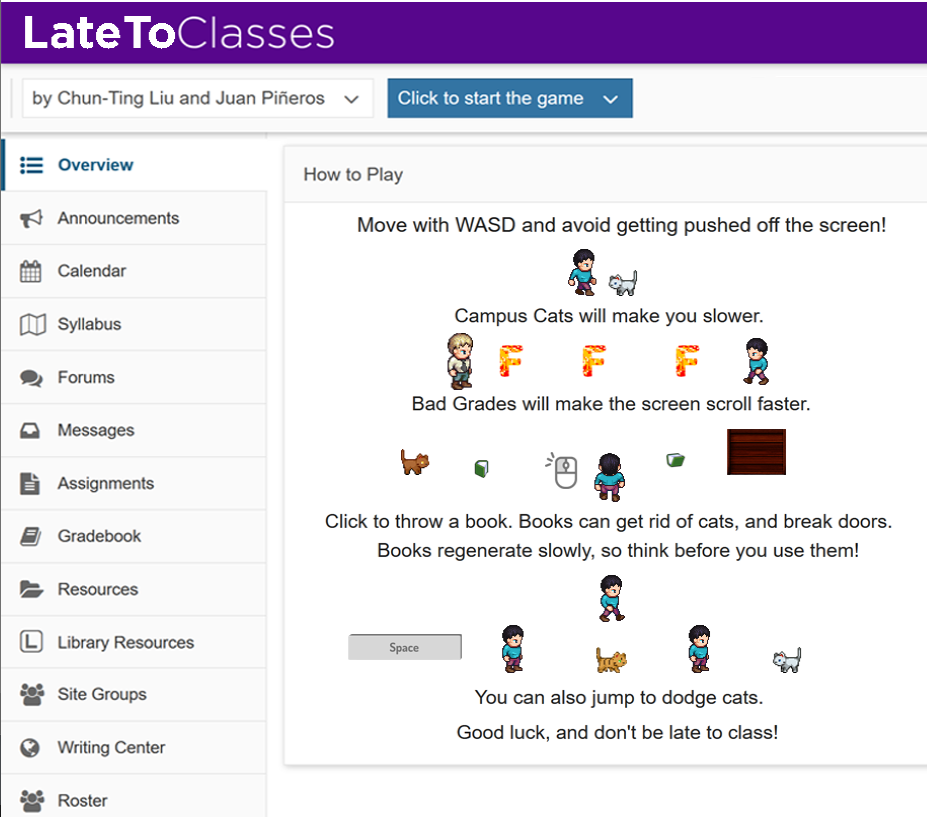 LateToClasses
by Chun-Ting Liu and Juan Piñeros
Click to start the game
Overview
Announcements
Calendar
Syllabus
Forums
Messages
Assignments
Gradebook
Resources
Library Resources
Site Groups
Writing Center
Roster
How to Play
Move with WASD and avoid getting pushed off the screen!
Campus Cats will make you slower.
F F F
Bad Grades will make the screen scroll faster.
Click to throw a book. Books can get rid of cats, and break doors.
Books regenerate slowly, so think before you use them!
Space
You can also jump to dodge cats.
Good luck, and don't be late to class!